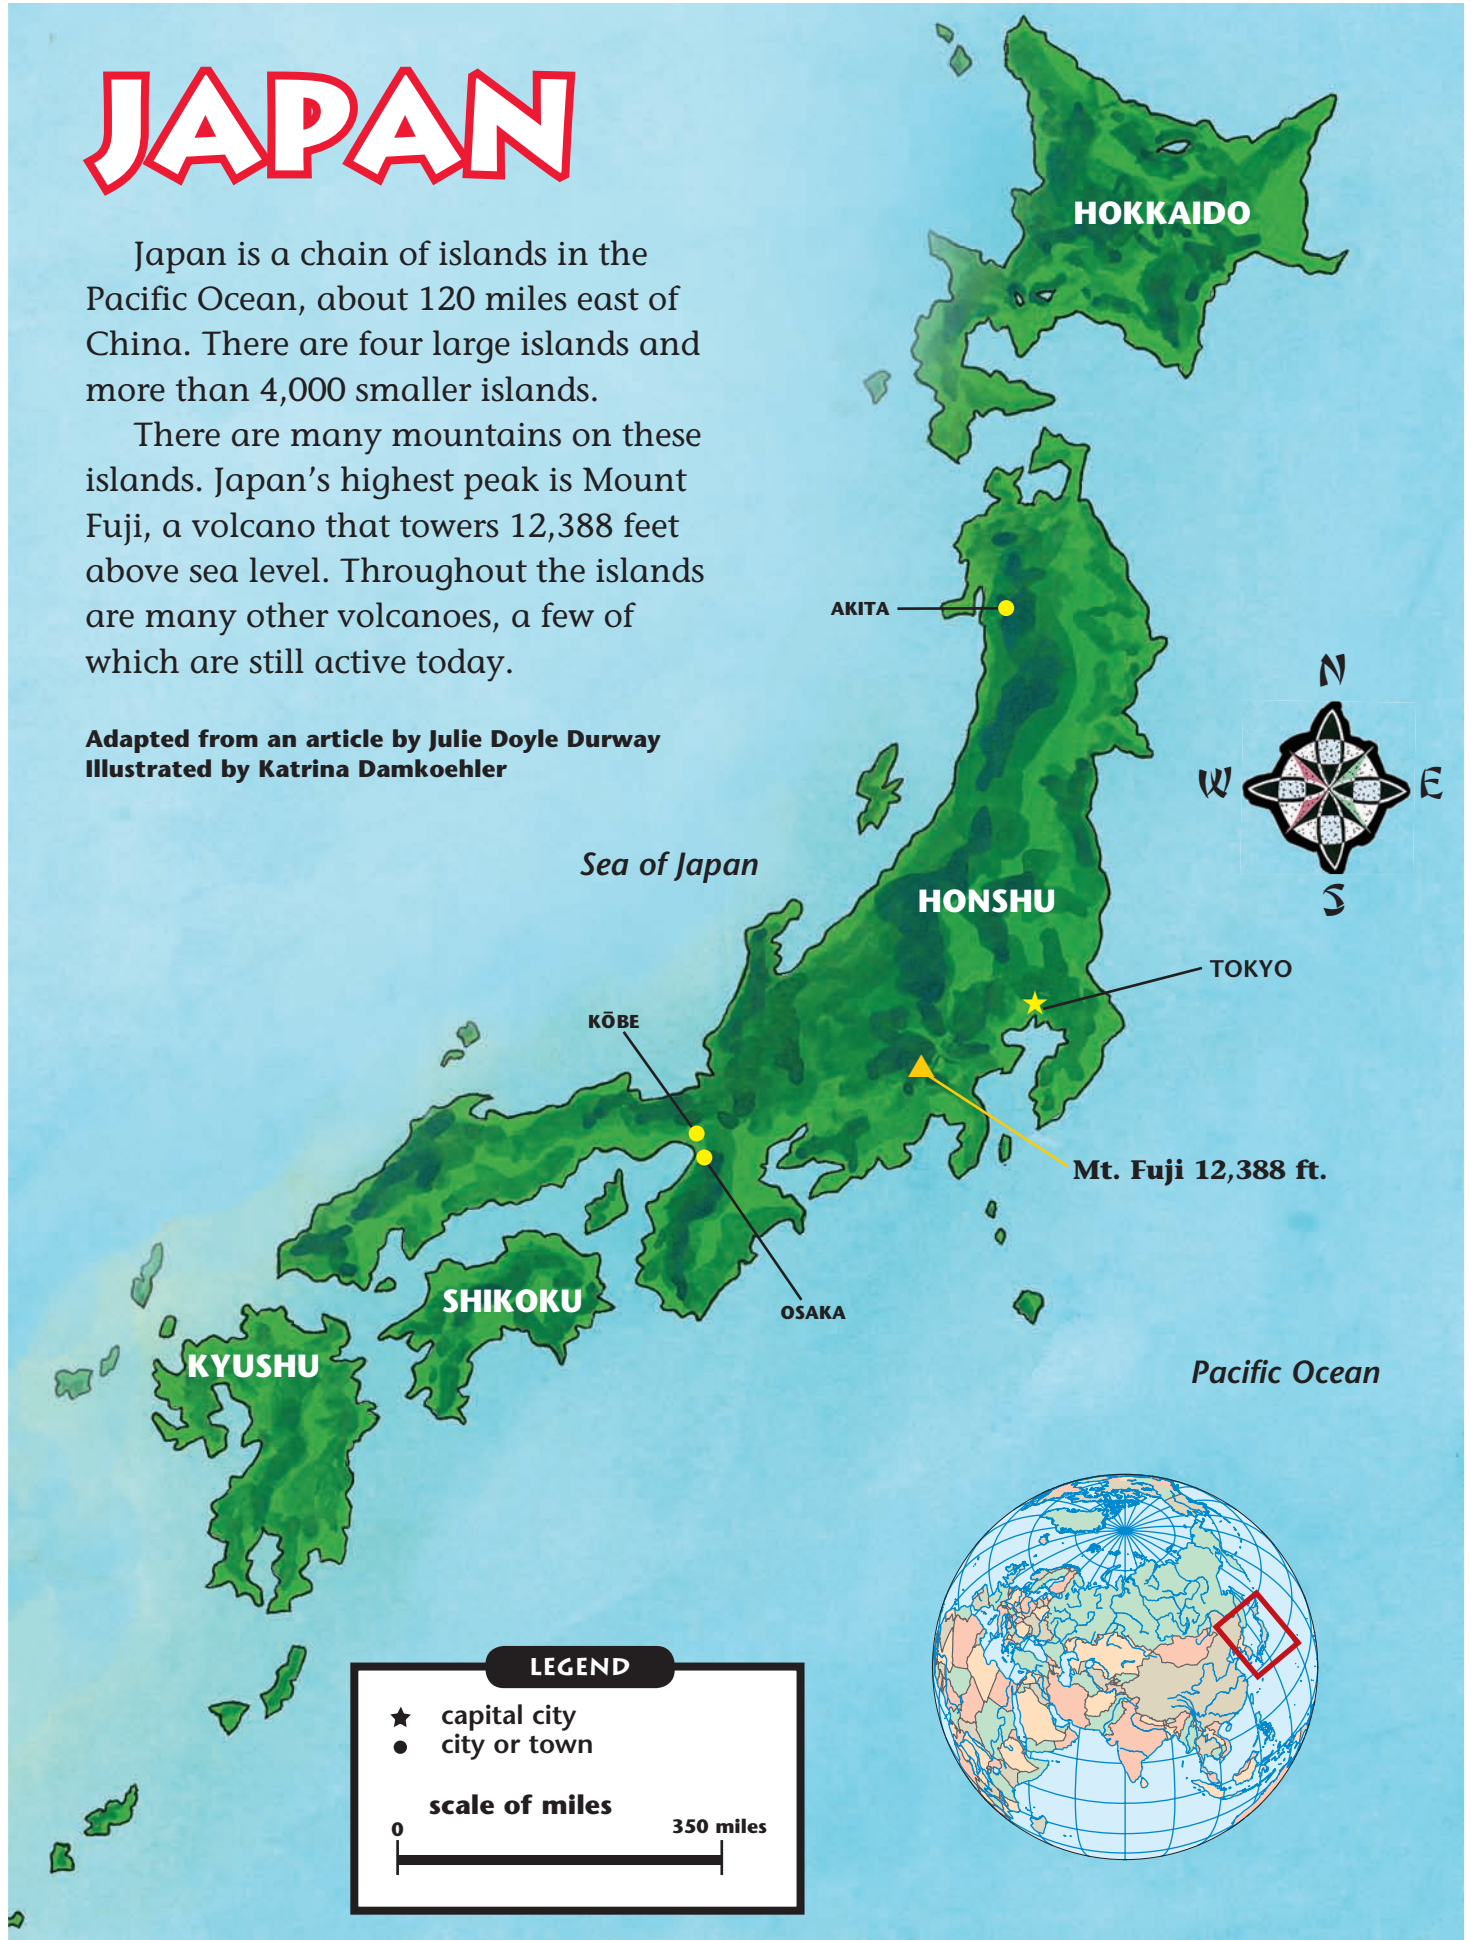 JAPAN
Japan is a chain of islands in the
Pacific Ocean, about 120 miles east of
China. There are four large islands and
more than 4,000 smaller islands.
There are many mountains on these
islands. Japan’s highest peak is Mount
Fuji, a volcano that towers 12,388 feet
above sea level. Throughout the islands
are many other volcanoes, a few of
which are still active today.
Adapted from an article by Julie Doyle Durway
Illustrated by Katrina Damkoehler
HOKKAIDO
AKITA
N
W
E
S
Sea of Japan
HONSHU
TOKYO
KŌBE
Mt. Fuji 12,388 ft.
SHIKOKU
OSAKA
KYUSHU
Pacific Ocean
LEGEND
capital city
city or town
scale of miles
0
350 miles